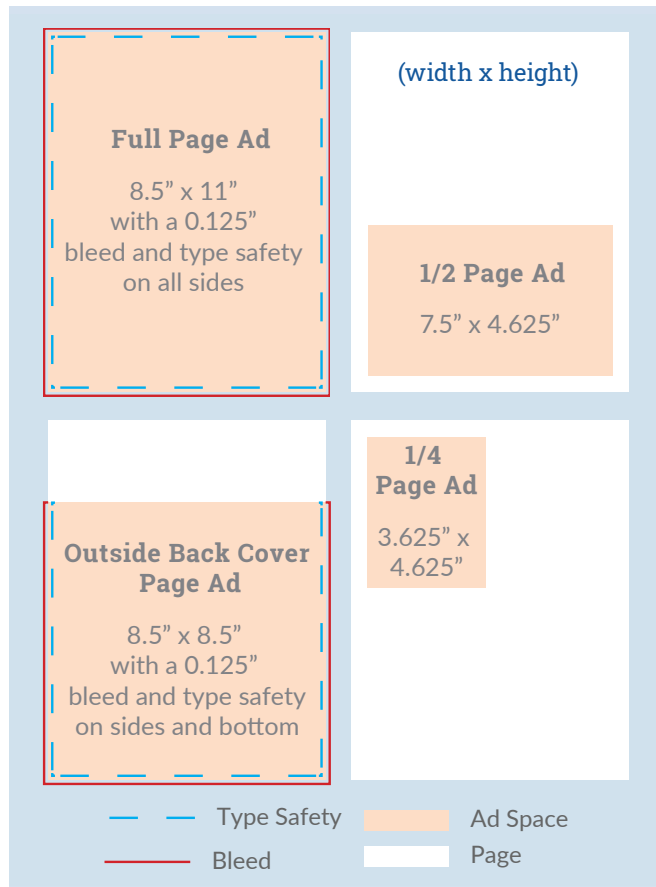 Full Page Ad
8.5” x 11”
with a 0.125”
bleed and type safety
on all sides
(width x height)
1/2 Page Ad
7.5” x 4.625”
Outside Back Cover
Page Ad
8.5” x 8.5”
with a 0.125”
bleed and type safety
on sides and bottom
1/4
Page Ad
3.625” x
4.625”
Type Safety
Ad Space
Bleed
Page